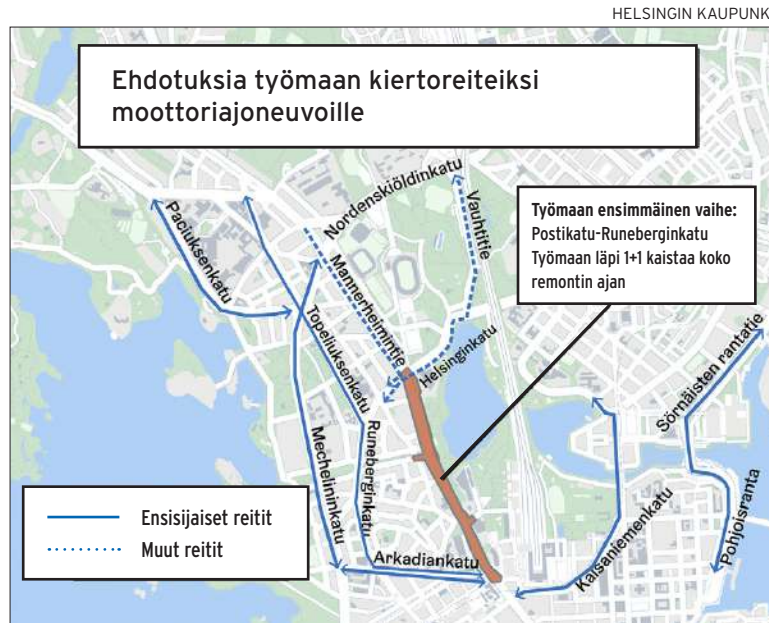 HELSINGIN KAUPUNK
Ehdotuksia työmaan kiertoreiteiksi
moottoriajoneuvoille
Nordenskiöldinkatu
Vauhtitie
Paciuksenkatu
Mannerheimintie
Työmaan ensimmäinen vaihe:
Postikatu-Runeberginkatu
Työmaan läpi 1+1 kaistaa koko
remontin ajan
Topeliuksenkatu
Helsinginkatu
Sörnäisten rantatie
Mechelininkatu
Runeberginkatu
Ensisijaiset reitit
Muut reitit
Arkadiankatu
Kaisaniemenkatu
Pohjoisranta